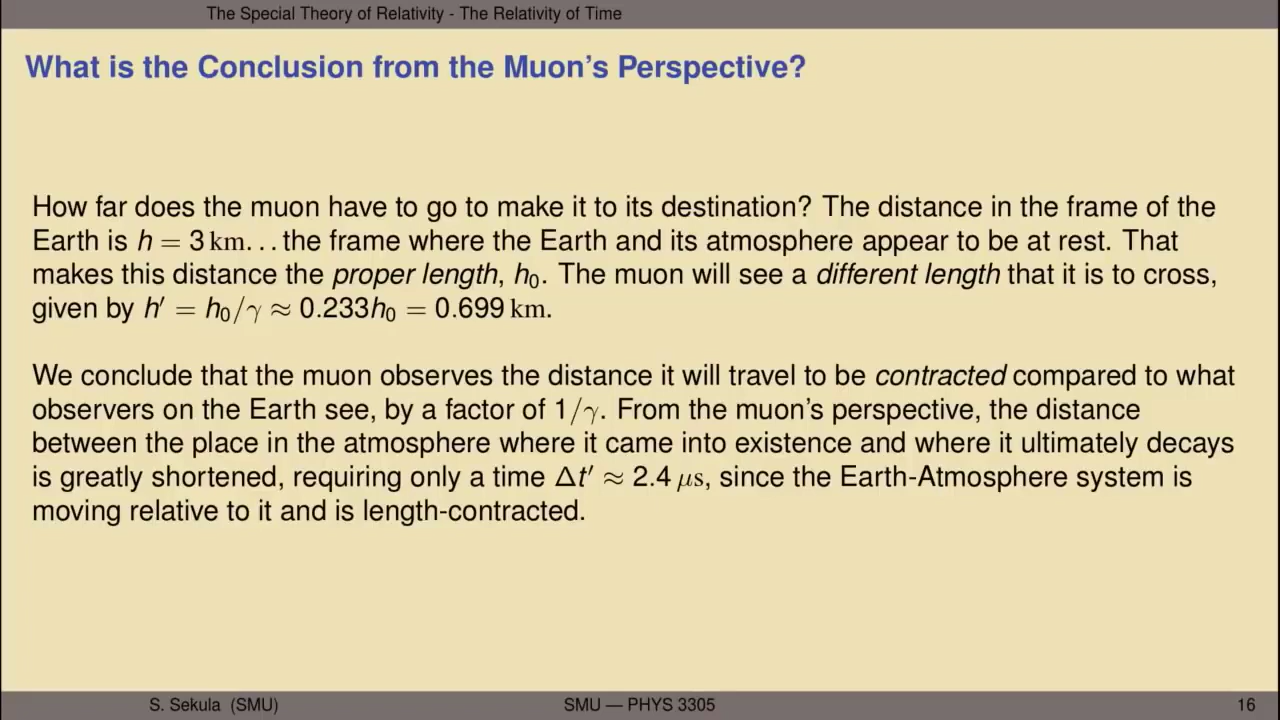 The Special Theory of Relativity - The Relativity of Time
What is the Conclusion from the Muon's Perspective?
How far does the muon have to go to make it to its destination? The distance in the frame of the
Earth is h = 3 km. . . the frame where the Earth and its atmosphere appear to be at rest. That
makes this distance the proper length, h₀. The muon will see a different length that it is to cross,
given by h′ = h₀/γ ≈ 0.233h₀ = 0.699 km.
We conclude that the muon observes the distance it will travel to be contracted compared to what
observers on the Earth see, by a factor of 1/γ. From the muon's perspective, the distance
between the place in the atmosphere where it came into existence and where it ultimately decays
is greatly shortened, requiring only a time Δt′ ≈ 2.4 μs, since the Earth-Atmosphere system is
moving relative to it and is length-contracted.
S. Sekula (SMU) SMU — PHYS 3305 16